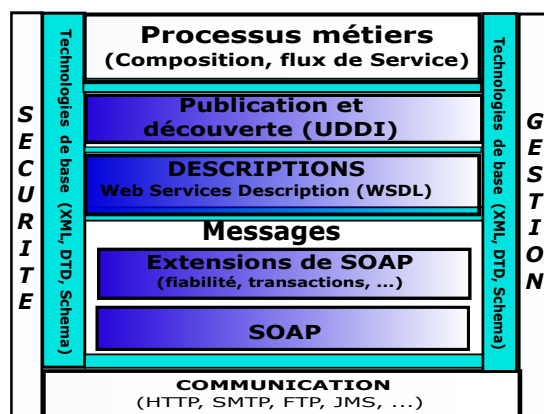 SECURITE
Technologies de base (XML, DTD, Schema)
Processus métiers
(Composition, flux de Service)
Publication et
découverte (UDDI)
DESCRIPTIONS
Web Services Description (WSDL)
Messages
Extensions de SOAP
(fiabilité, transactions, ...)
SOAP
Technologies de base (XML, DTD, Schema)
GESTION
COMMUNICATION
(HTTP, SMTP, FTP, JMS, ...)